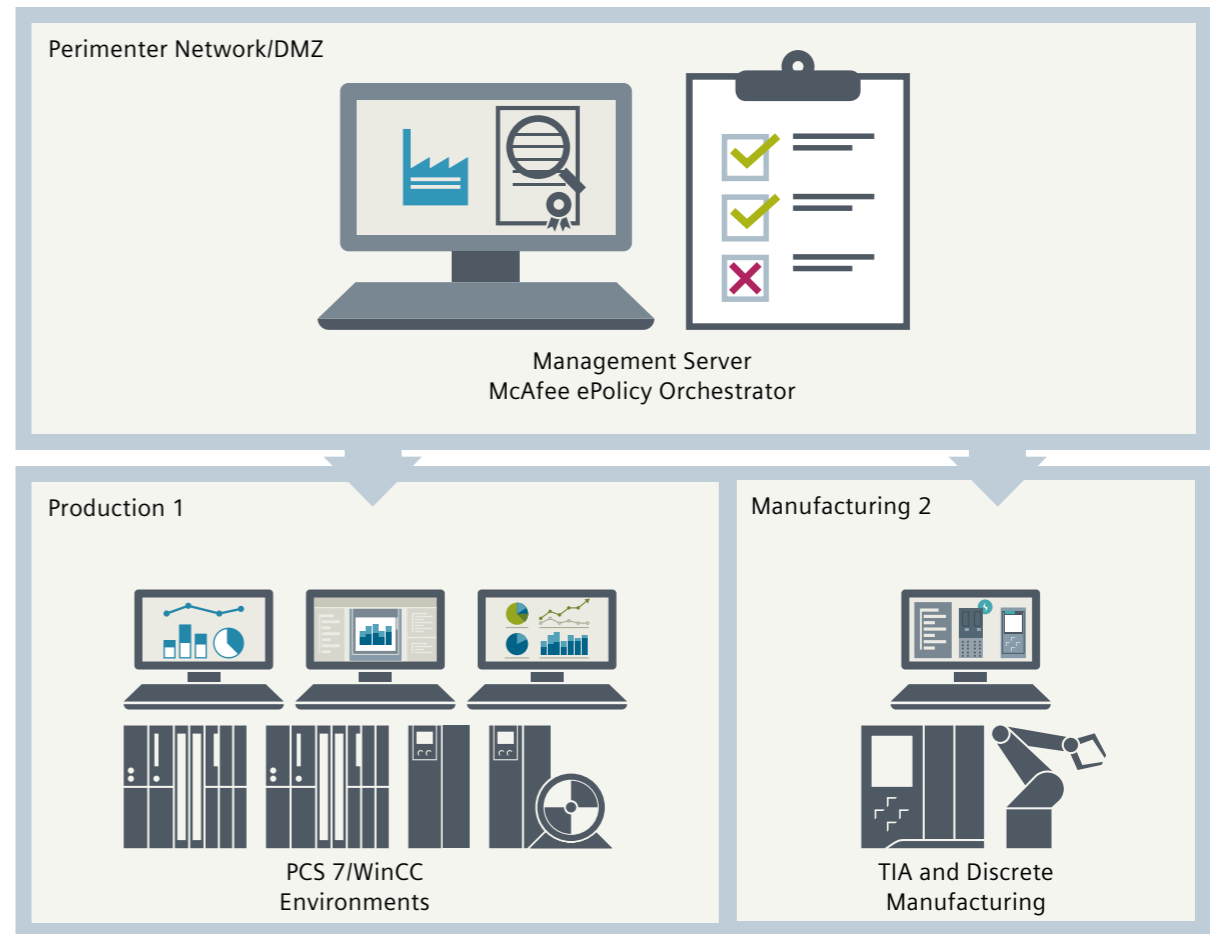 Perimenter Network/DMZ
Management Server
McAfee ePolicy Orchestrator
Production 1
PCS 7/WinCC
Environments
Manufacturing 2
TIA and Discrete
Manufacturing